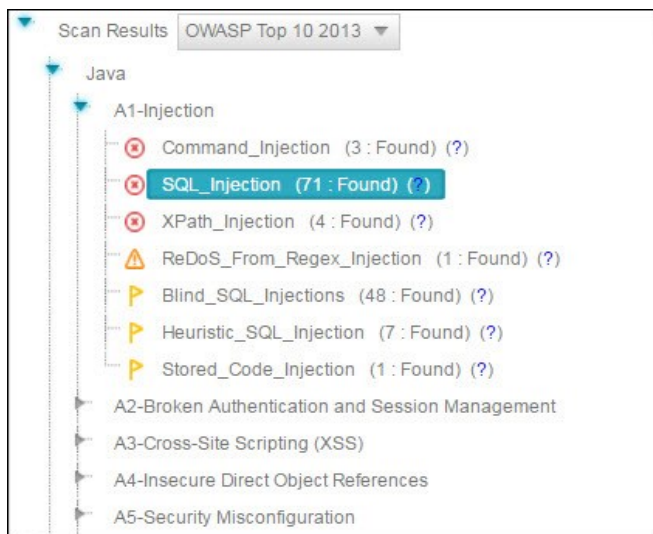 Scan Results OWASP Top 10 2013
Java
A1-Injection
Command_Injection (3 : Found) (?)
SQL_Injection (71 : Found) (?)
XPath_Injection (4 : Found) (?)
ReDoS_From_Regex_Injection (1 : Found) (?)
Blind_SQL_Injections (48 : Found) (?)
Heuristic_SQL_Injection (7 : Found) (?)
Stored_Code_Injection (1 : Found) (?)
A2-Broken Authentication and Session Management
A3-Cross-Site Scripting (XSS)
A4-Insecure Direct Object References
A5-Security Misconfiguration